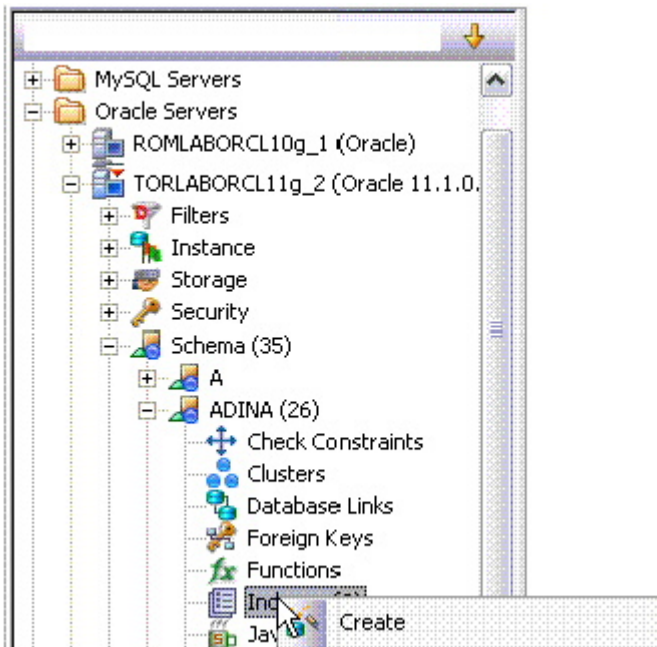 MySQL Servers
Oracle Servers
ROMLABORCL10g_1 (Oracle)
TORLABORCL11g_2 (Oracle 11.1.0.
Filters
Instance
Storage
Security
Schema (35)
A
ADINA (26)
Check Constraints
Clusters
Database Links
Foreign Keys
Functions
Create